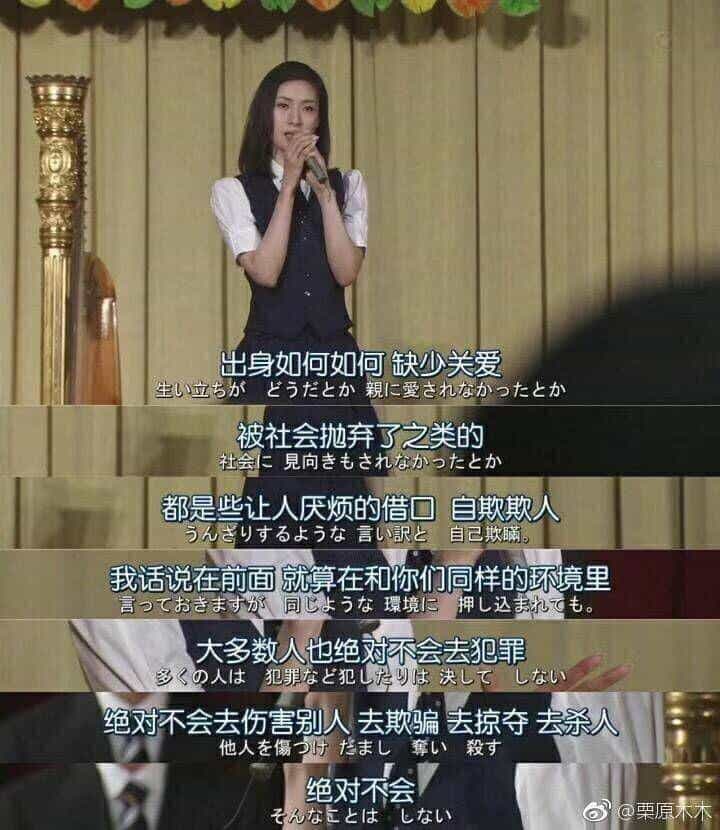 出身如何如何 缺少关爱
生い立ちが どうだとか 親に愛されなかったとか
被社会抛弃了之类的
社会に 見向きもされなかったとか
都是些让人厌烦的借口 自欺欺人
うんざりするような 言い訳と 自己欺瞞。
我话说在前面 就算在和你们同样的环境里
言っておきますが 同じような 環境に 押し込まれても。
大多数人也绝对不会去犯罪
多くの人は 犯罪など犯したりは 決して しない
绝对不会去伤害别人 去欺骗 去掠夺 去杀人
他人を傷つけ だまし 奪い 殺す
绝对不会
そんなことは しない
@栗原木木